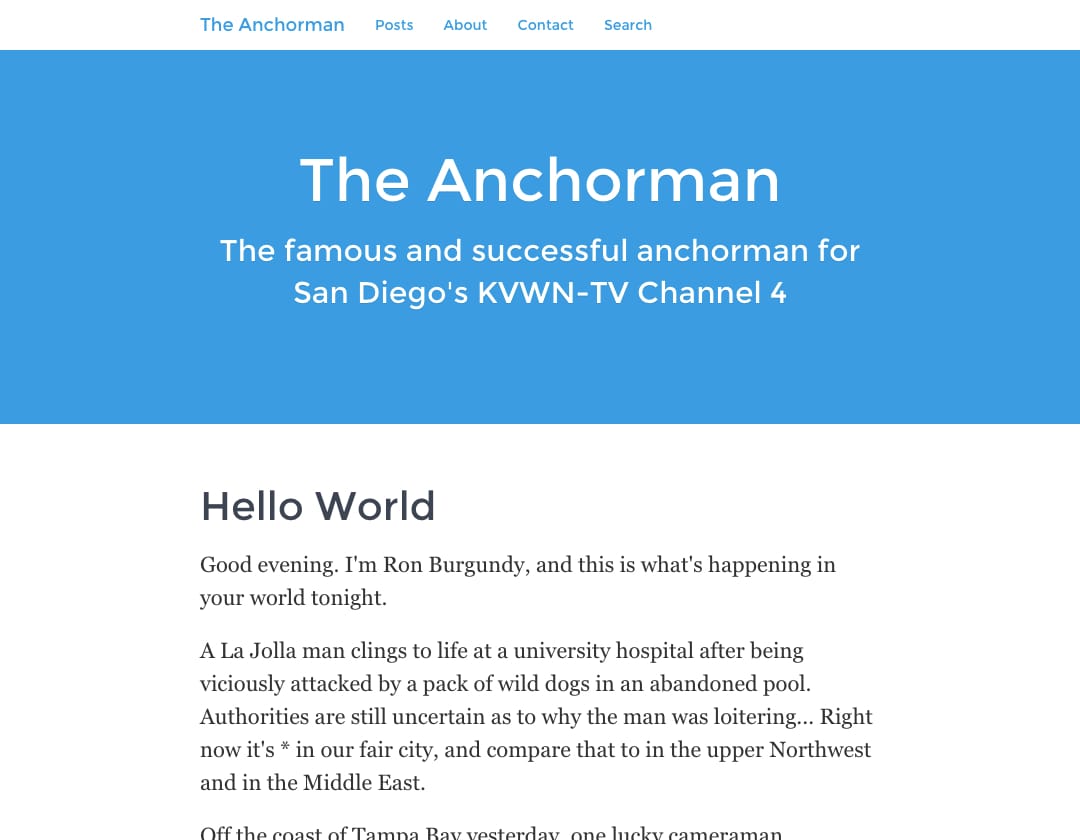 The Anchorman Posts About Contact Search
The Anchorman
The famous and successful anchorman for
San Diego's KVWN-TV Channel 4
Hello World
Good evening. I'm Ron Burgundy, and this is what's happening in
your world tonight.
A La Jolla man clings to life at a university hospital after being
viciously attacked by a pack of wild dogs in an abandoned pool.
Authorities are still uncertain as to why the man was loitering... Right
now it's * in our fair city, and compare that to in the upper Northwest
and in the Middle East.
Off the coast of Tampa Bay yesterday, one lucky cameraman